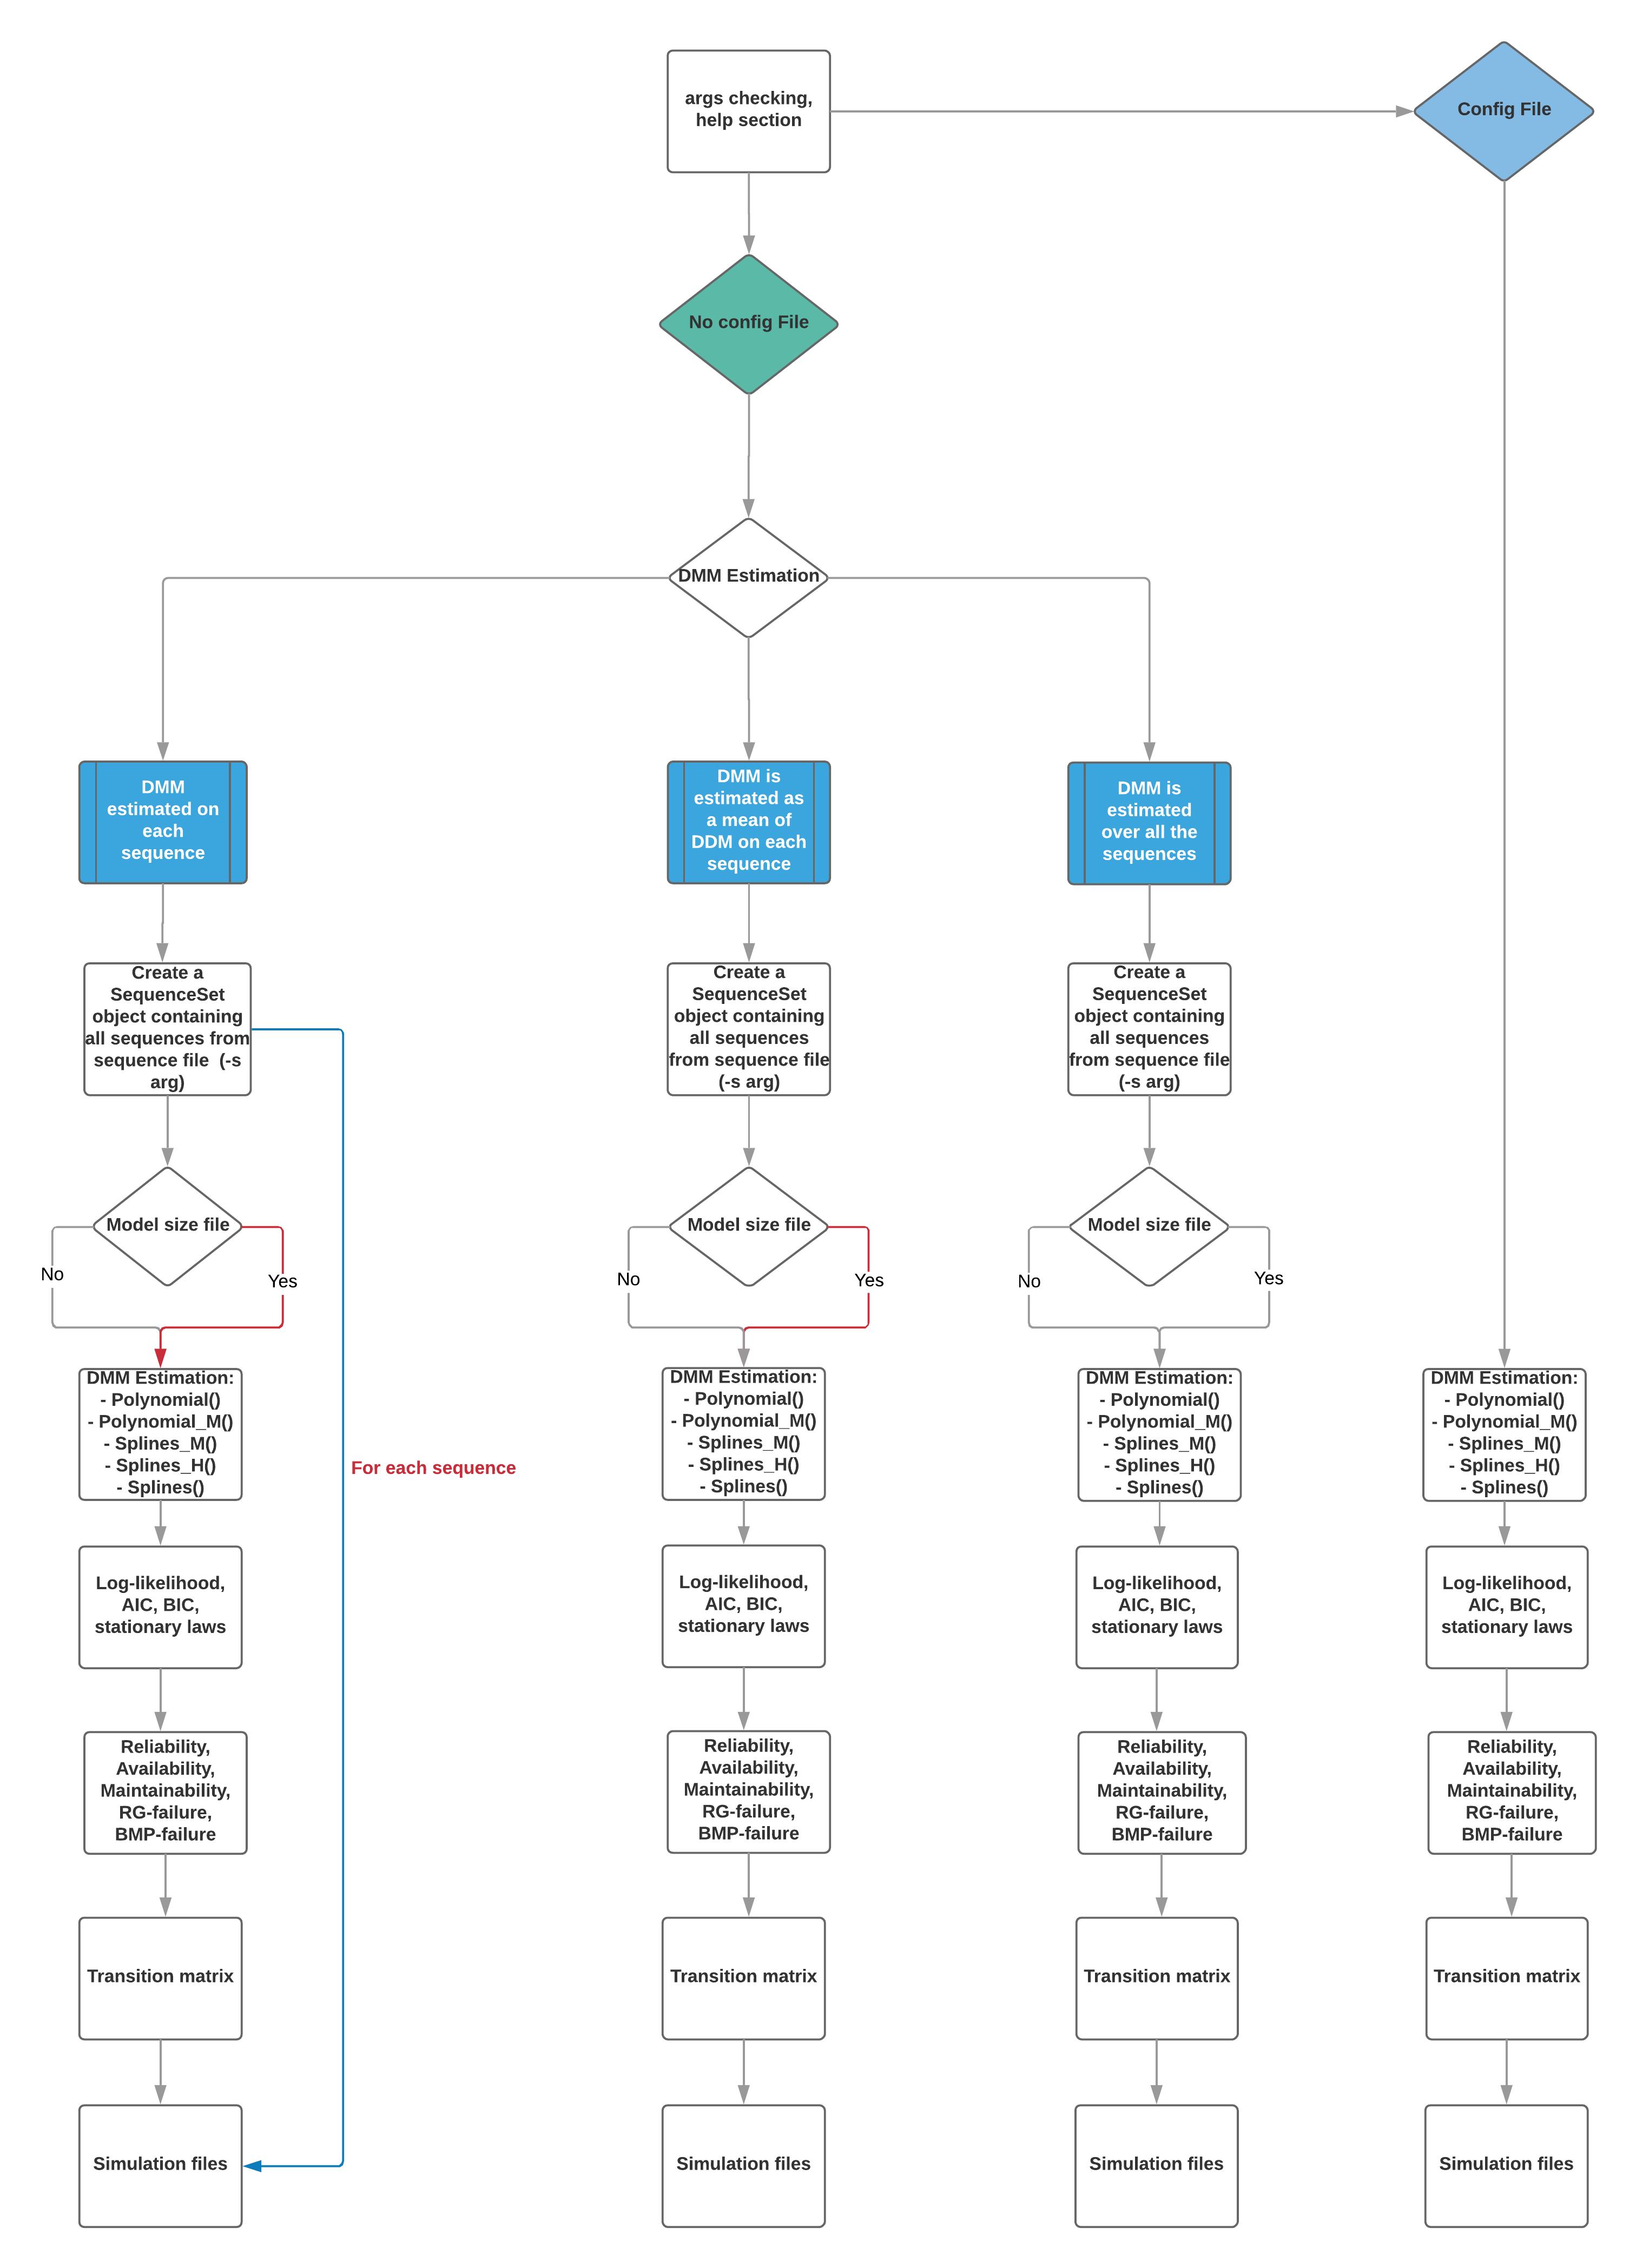 args checking,
help section
Config File
No config File
DMM Estimation
DMM
estimated on
each
sequence
DMM is
estimated as
a mean of
DDM on each
sequence
DMM is
estimated
over all the
sequences
Create a
SequenceSet
object containing
all sequences from
sequence file  (-s
arg)
Create a
SequenceSet
object containing
all sequences
from sequence file
(-s arg)
Create a
SequenceSet
object containing
all sequences
from sequence file
(-s arg)
Model size file
No
Yes
Model size file
No
Yes
Model size file
No
Yes
DMM Estimation:
- Polynomial()
- Polynomial_M()
- Splines_M()
- Splines_H()
- Splines()
For each sequence
DMM Estimation:
- Polynomial()
- Polynomial_M()
- Splines_M()
- Splines_H()
- Splines()
DMM Estimation:
- Polynomial()
- Polynomial_M()
- Splines_M()
- Splines_H()
- Splines()
DMM Estimation:
- Polynomial()
- Polynomial_M()
- Splines_M()
- Splines_H()
- Splines()
Log-likelihood,
AIC, BIC,
stationary laws
Log-likelihood,
AIC, BIC,
stationary laws
Log-likelihood,
AIC, BIC,
stationary laws
Log-likelihood,
AIC, BIC,
stationary laws
Reliability,
Availability,
Maintainability,
RG-failure,
BMP-failure
Reliability,
Availability,
Maintainability,
RG-failure,
BMP-failure
Reliability,
Availability,
Maintainability,
RG-failure,
BMP-failure
Reliability,
Availability,
Maintainability,
RG-failure,
BMP-failure
Transition matrix
Transition matrix
Transition matrix
Transition matrix
Simulation files
Simulation files
Simulation files
Simulation files